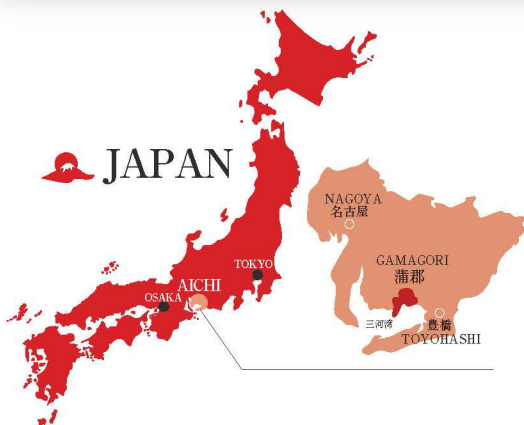 JAPAN
TOKYO
AICHI
OSAKA
NAGOYA
名古屋
GAMAGORI
蒲郡
三河湾
豊橋
TOYOHASHI